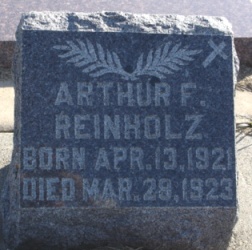 ARTHUR F.
REINHOLZ
BORN APR. 13, 1921
DIED MAR. 28, 1923